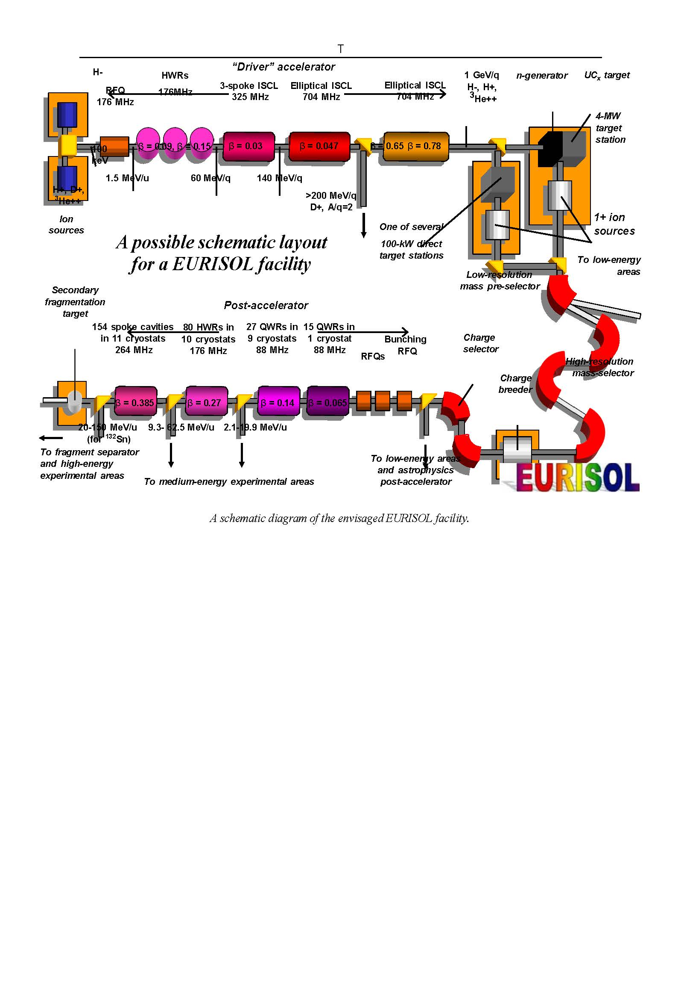 T
“Driver” accelerator
H-
RFQ
176 MHz
HWRs
176MHz
3-spoke ISCL
325 MHz
Elliptical ISCL
704 MHz
Elliptical ISCL
704 MHz
1 GeV/q
H-, H+,
3He++
n-generator
UCx target
4-MW
target
station
100
keV
β = 0.09, β = 0.15
β = 0.03
β = 0.047
β = 0.65 β = 0.78
1.5 MeV/u
60 MeV/q
140 MeV/q
>200 MeV/q
D+, A/q=2
H+, D+,
3He++
Ion
sources
One of several
100-kW direct
target stations
1+ ion
sources
A possible schematic layout
for a EURISOL facility
To low-energy
areas
Low-resolution
mass pre-selector
Secondary
fragmentation
target
Post-accelerator
154 spoke cavities
in 11 cryostats
264 MHz
80 HWRs in
10 cryostats
176 MHz
27 QWRs in
9 cryostats
88 MHz
15 QWRs in
1 cryostat
88 MHz
RFQs
Bunching
RFQ
Charge
selector
High-resolution
mass-selector
Charge
breeder
β = 0.385
β = 0.27
β = 0.14
β = 0.065
20-150 MeV/u
(for 132Sn)
9.3- 62.5 MeV/u
2.1-19.9 MeV/u
To fragment separator
and high-energy
experimental areas
To medium-energy experimental areas
To low-energy areas
and astrophysics
post-accelerator
EURISOL
A schematic diagram of the envisaged EURISOL facility.